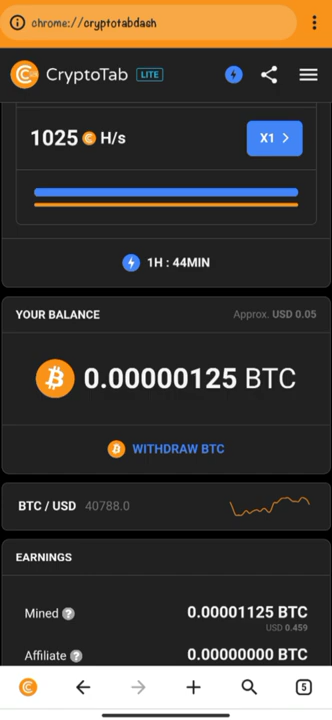 chrome://cryptotabdash
CryptoTab LITE
1025 H/s
X1 >
1H : 44MIN
YOUR BALANCE Approx. USD 0.05
0.00000125 BTC
WITHDRAW BTC
BTC / USD 40788.0
EARNINGS
Mined ? 0.00001125 BTC
USD 0.459
Affiliate ? 0.00000000 BTC
5